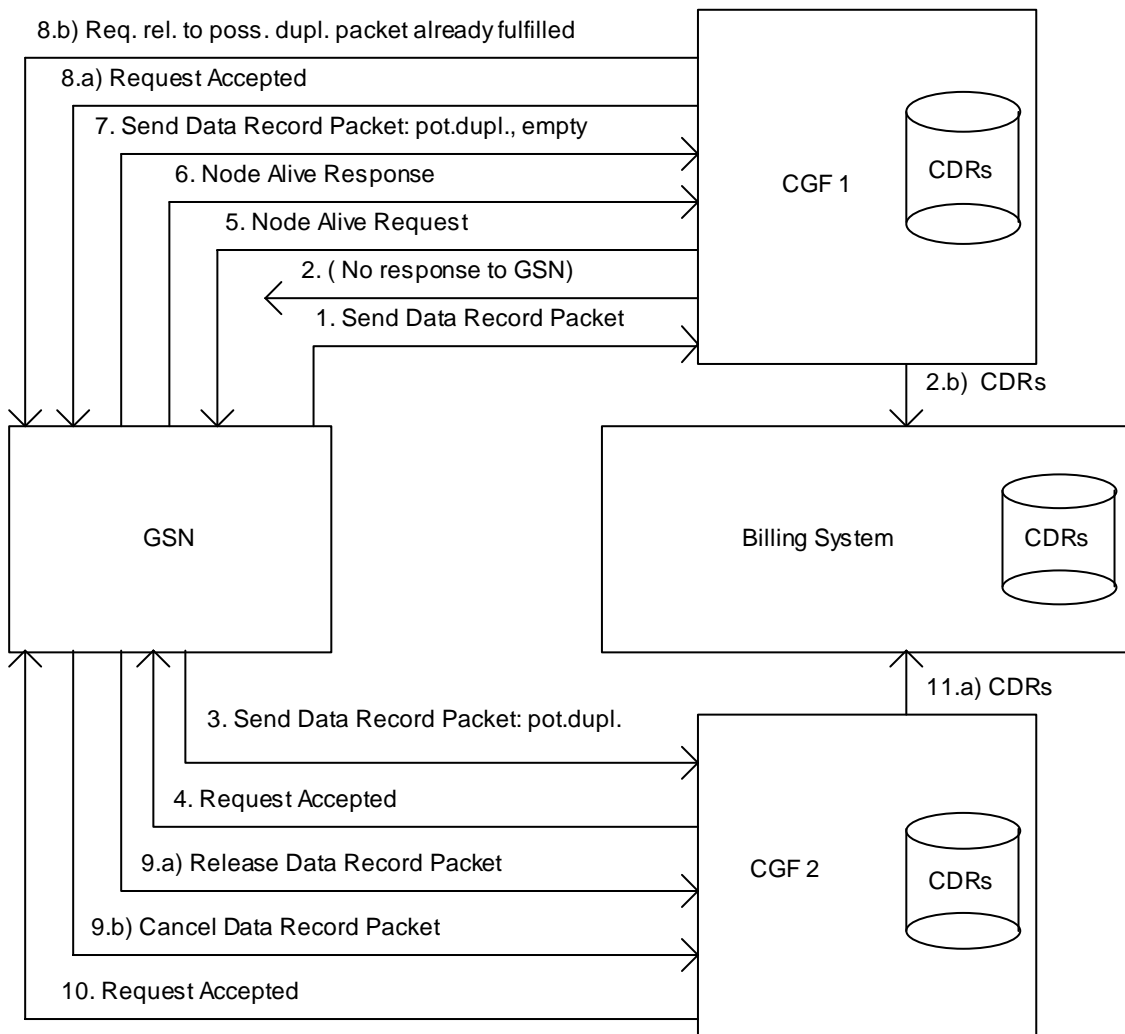 8.b) Req. rel. to poss. dupl. packet already fulfilled
8.a) Request Accepted
7. Send Data Record Packet: pot.dupl., empty
6. Node Alive Response
5. Node Alive Request
2. ( No response to GSN)
1. Send Data Record Packet
CGF 1
CDRs
2.b) CDRs
GSN
Billing System
CDRs
11.a) CDRs
3. Send Data Record Packet: pot.dupl.
4. Request Accepted
9.a) Release Data Record Packet
9.b) Cancel Data Record Packet
10. Request Accepted
CGF 2
CDRs